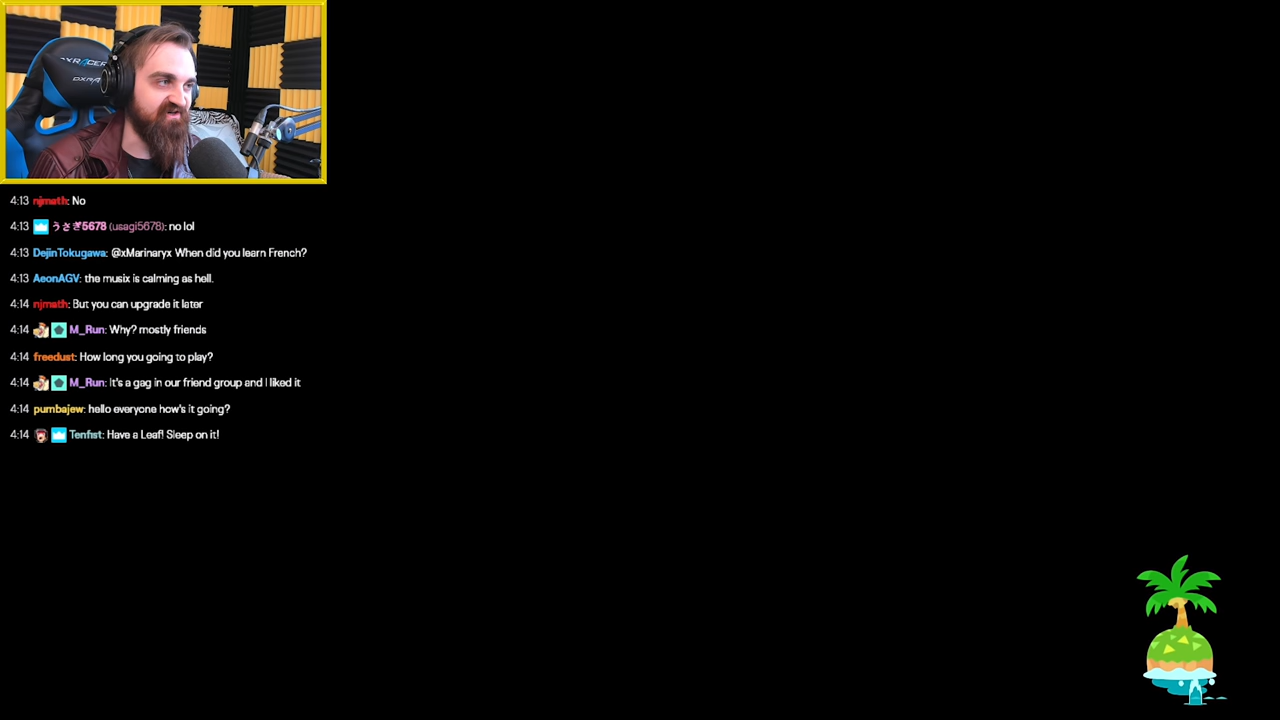 DXRACER
DXRA
4:13 njmath: No
4:13 うさぎ5678 (usagi5678): no lol
4:13 DejinTokugawa: @xMarinaryx When did you learn French?
4:13 AeonAGV: the musix is calming as hell.
4:14 njmath: But you can upgrade it later
4:14 M_Run: Why? mostly friends
4:14 freedust: How long you going to play?
4:14 M_Run: It's a gag in our friend group and I liked it
4:14 pumbajew: hello everyone how's it going?
4:14 Tenfist: Have a Leaf! Sleep on it!